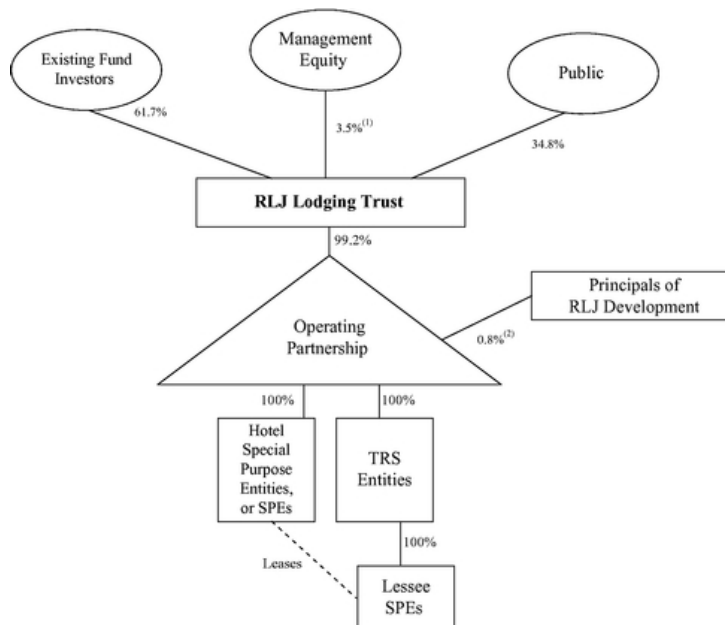 Existing Fund
Investors
Management
Equity
Public
61.7%
3.5%(1)
34.8%
RLJ Lodging Trust
99.2%
Principals of
RLJ Development
Operating
Partnership
0.8%(2)
100%
100%
Hotel
Special
Purpose
Entities,
or SPEs
TRS
Entities
100%
Leases
Lessee
SPEs